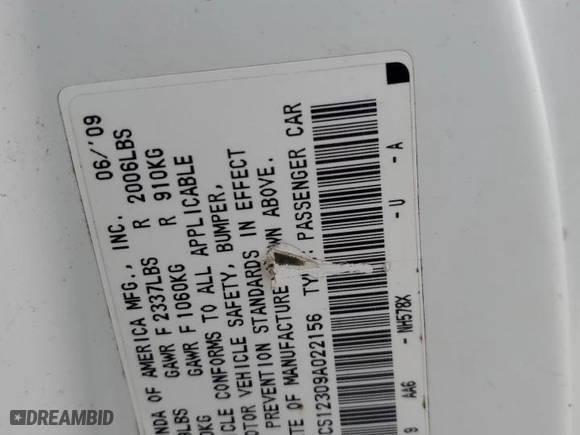 NDA OF AMERICA MFG., INC. 06/'09
LBS GAWR F 2337LBS R 2006LBS
KG GAWR F 1060KG R 910KG
CLE CONFORMS TO ALL APPLICABLE
OTOR VEHICLE SAFETY, BUMPER,
PREVENTION STANDARDS IN EFFECT
TE OF MANUFACTURE WN ABOVE.
CS12309A022156 TY PASSENGER CAR
9 AA6 - NH578X - U - A
DREAMBID